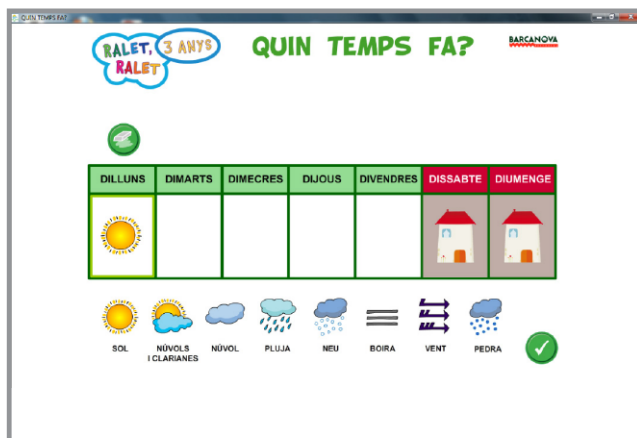 QUIN TEMPS FA?
RALET, 3 ANYS
RALET
QUIN TEMPS FA?
BARCANOVA
DILLUNS DIMARTS DIMECRES DIJOUS DIVENDRES DISSABTE DIUMENGE
SOL NÚVOLS NÚVOL PLUJA NEU BOIRA VENT PEDRA
I CLARIANES